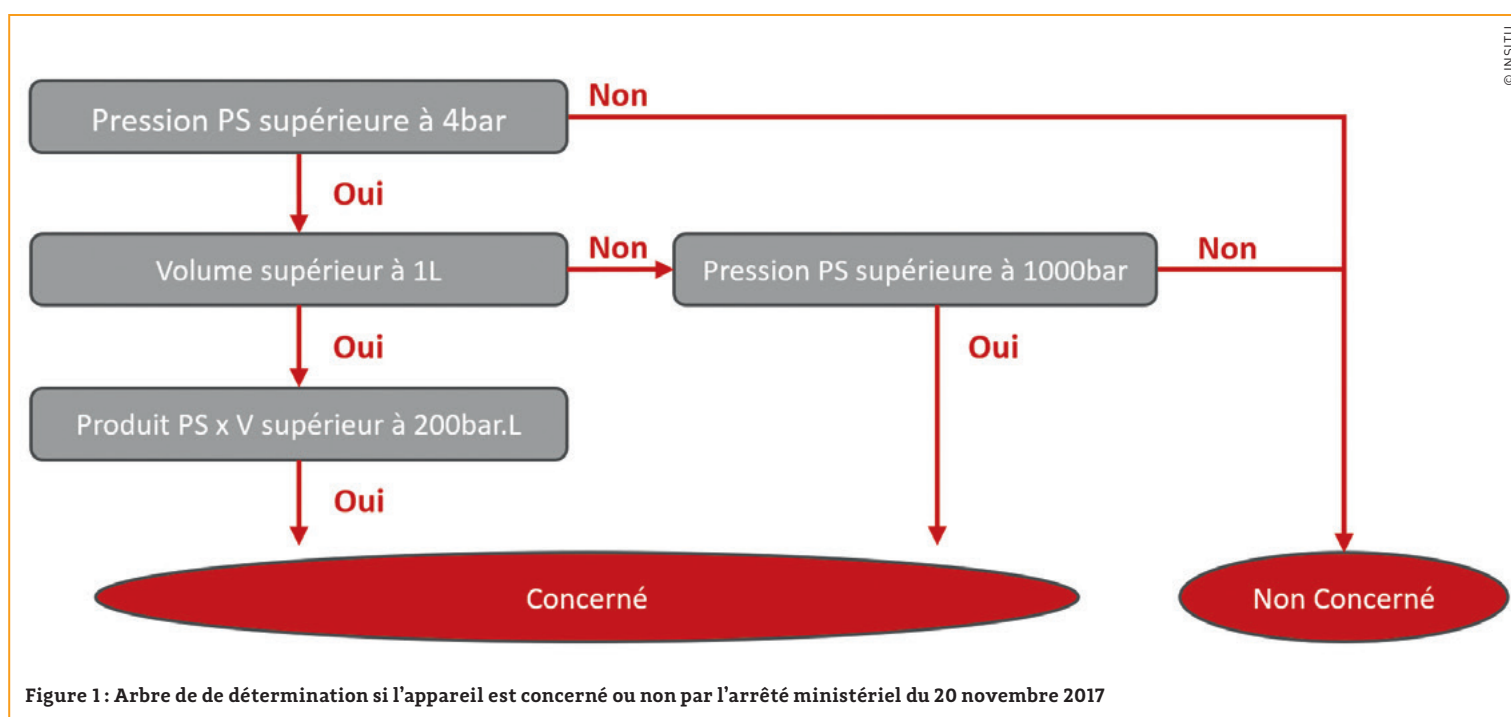 © INSITU
Pression PS supérieure à 4bar
Non
Oui
Volume supérieur à 1L
Non
Pression PS supérieure à 1000bar
Non
Oui
Oui
Produit PS x V supérieur à 200bar.L
Oui
Concerné
Non Concerné
Figure 1 : Arbre de de détermination si l’appareil est concerné ou non par l’arrêté ministériel du 20 novembre 2017